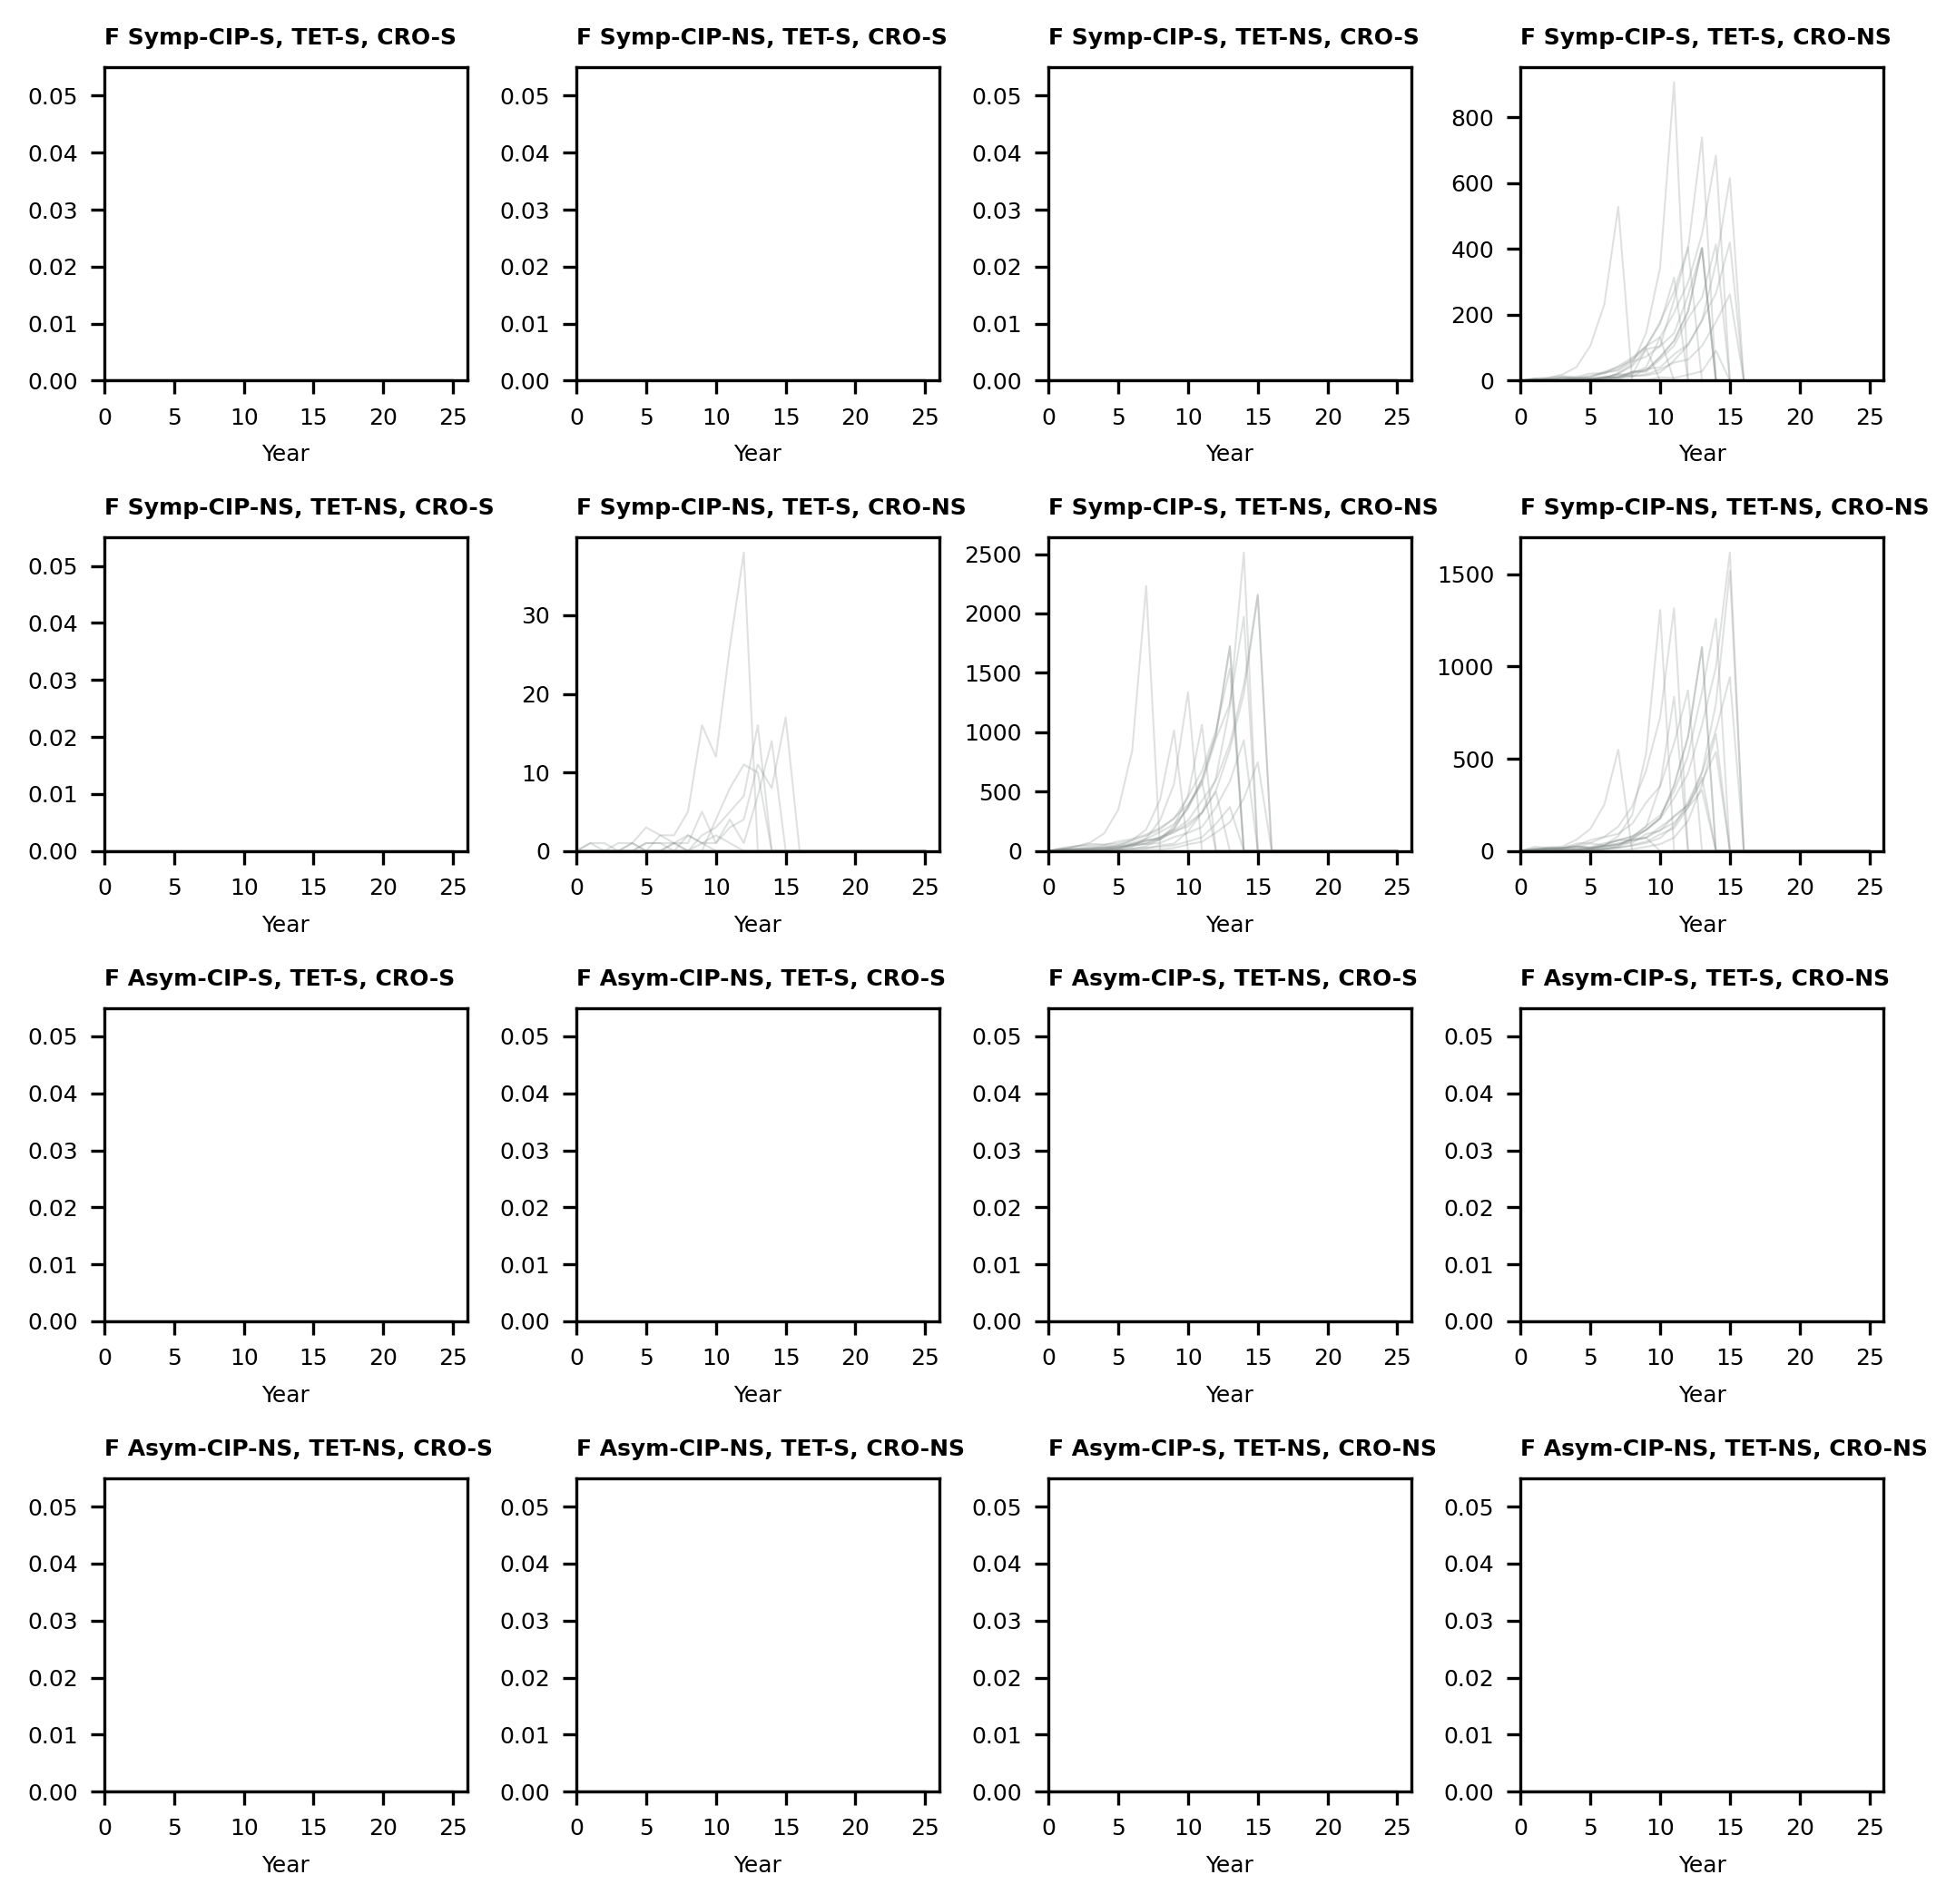 F Symp-CIP-S, TET-S, CRO-S
0.05
0.04
0.03
0.02
0.01
0.00
0 5 10 15 20 25
Year
F Symp-CIP-NS, TET-S, CRO-S
0.05
0.04
0.03
0.02
0.01
0.00
0 5 10 15 20 25
Year
F Symp-CIP-S, TET-NS, CRO-S
0.05
0.04
0.03
0.02
0.01
0.00
0 5 10 15 20 25
Year
F Symp-CIP-S, TET-S, CRO-NS
800
600
400
200
0
0 5 10 15 20 25
Year
F Symp-CIP-NS, TET-NS, CRO-S
0.05
0.04
0.03
0.02
0.01
0.00
0 5 10 15 20 25
Year
F Symp-CIP-NS, TET-S, CRO-NS
30
20
10
0
0 5 10 15 20 25
Year
F Symp-CIP-S, TET-NS, CRO-NS
2500
2000
1500
1000
500
0
0 5 10 15 20 25
Year
F Symp-CIP-NS, TET-NS, CRO-NS
1500
1000
500
0
0 5 10 15 20 25
Year
F Asym-CIP-S, TET-S, CRO-S
0.05
0.04
0.03
0.02
0.01
0.00
0 5 10 15 20 25
Year
F Asym-CIP-NS, TET-S, CRO-S
0.05
0.04
0.03
0.02
0.01
0.00
0 5 10 15 20 25
Year
F Asym-CIP-S, TET-NS, CRO-S
0.05
0.04
0.03
0.02
0.01
0.00
0 5 10 15 20 25
Year
F Asym-CIP-S, TET-S, CRO-NS
0.05
0.04
0.03
0.02
0.01
0.00
0 5 10 15 20 25
Year
F Asym-CIP-NS, TET-NS, CRO-S
0.05
0.04
0.03
0.02
0.01
0.00
0 5 10 15 20 25
Year
F Asym-CIP-NS, TET-S, CRO-NS
0.05
0.04
0.03
0.02
0.01
0.00
0 5 10 15 20 25
Year
F Asym-CIP-S, TET-NS, CRO-NS
0.05
0.04
0.03
0.02
0.01
0.00
0 5 10 15 20 25
Year
F Asym-CIP-NS, TET-NS, CRO-NS
0.05
0.04
0.03
0.02
0.01
0.00
0 5 10 15 20 25
Year